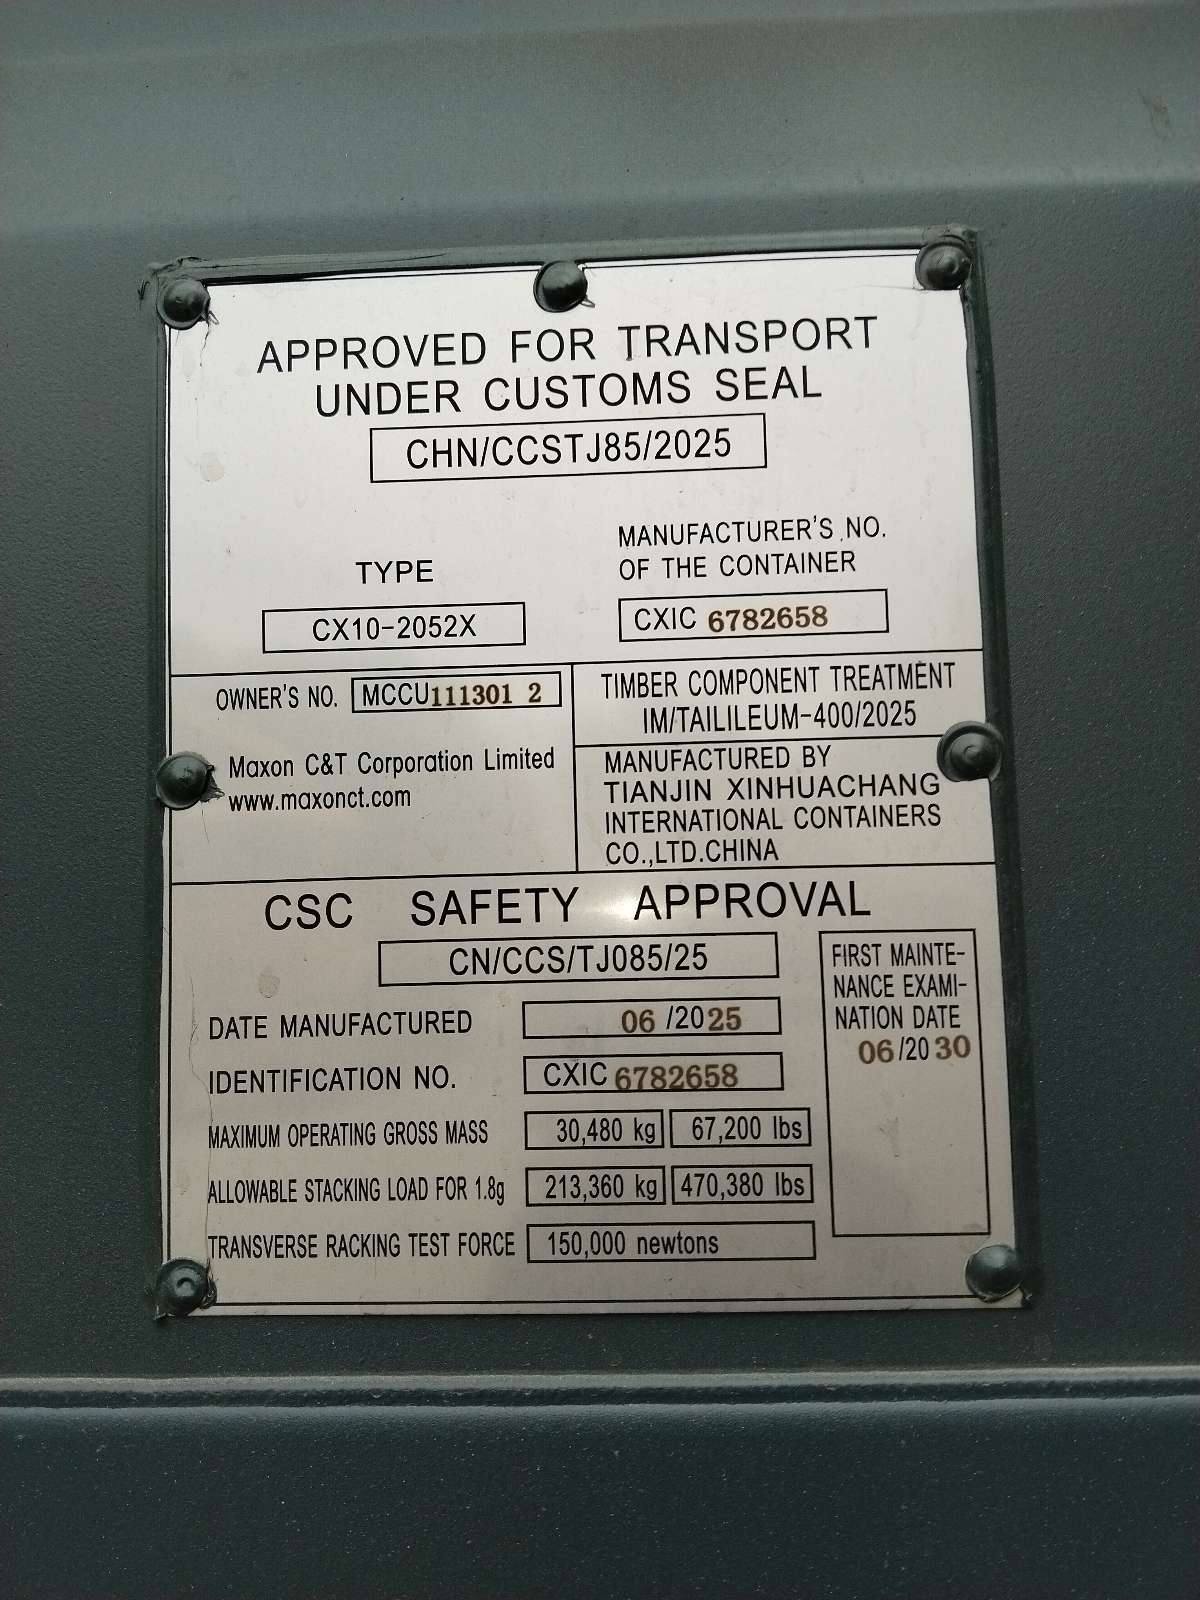 APPROVED FOR TRANSPORT
UNDER CUSTOMS SEAL
CHN/CCSTJ85/2025
TYPE
CX10-2052X
MANUFACTURER'S NO.
OF THE CONTAINER
CXIC 6782658
OWNER'S NO. MCCU111301 2
Maxon C&T Corporation Limited
www.maxonct.com
TIMBER COMPONENT TREATMENT
IM/TAILILEUM-400/2025
MANUFACTURED BY
TIANJIN XINHUACHANG
INTERNATIONAL CONTAINERS
CO.,LTD.CHINA
CSC SAFETY APPROVAL
CN/CCS/TJ085/25
DATE MANUFACTURED 06 /2025
IDENTIFICATION NO. CXIC 6782658
MAXIMUM OPERATING GROSS MASS 30,480 kg 67,200 lbs
ALLOWABLE STACKING LOAD FOR 1.8g 213,360 kg 470,380 lbs
TRANSVERSE RACKING TEST FORCE 150,000 newtons
FIRST MAINTE-
NANCE EXAMI-
NATION DATE
06/20 30